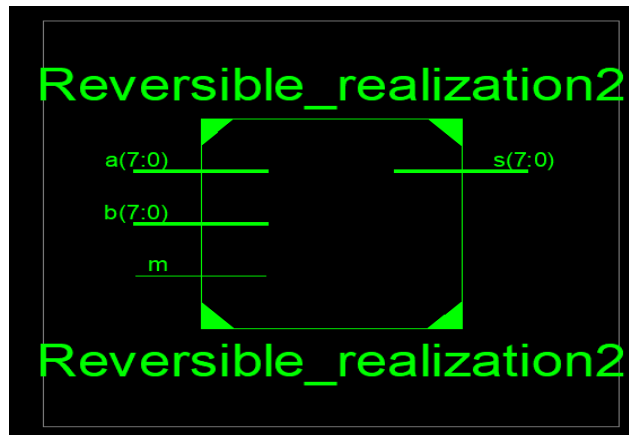 Reversible_realization2
a(7:0)
s(7:0)
b(7:0)
m
Reversible_realization2